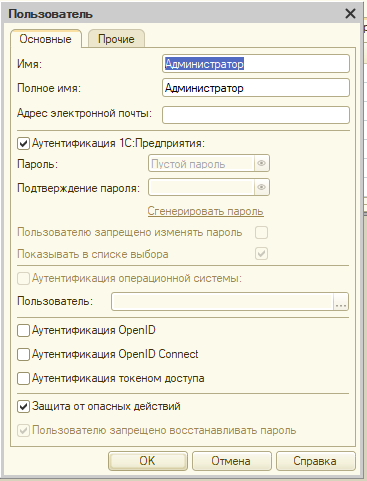 Пользователь
Основные Прочие
Имя: Администратор
Полное имя: Администратор
Адрес электронной почты:
Аутентификация 1С:Предприятия:
Пароль: Пустой пароль
Подтверждение пароля:
Сгенерировать пароль
Пользователю запрещено изменять пароль
Показывать в списке выбора
Аутентификация операционной системы:
Пользователь: ...
Аутентификация OpenID
Аутентификация OpenID Connect
Аутентификация токеном доступа
Защита от опасных действий
Пользователю запрещено восстанавливать пароль
OK Отмена Справка